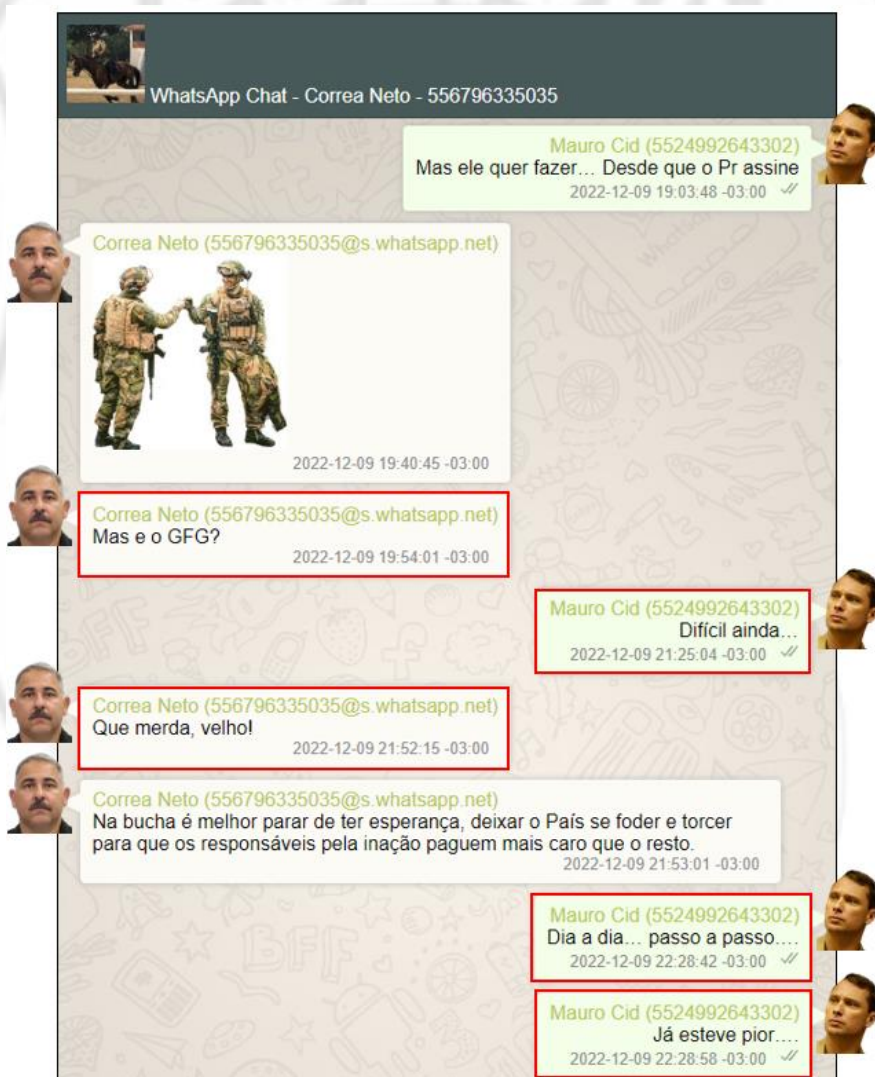 WhatsApp Chat - Correa Neto - 556796335035
Mauro Cid (5524992643302)
Mas ele quer fazer... Desde que o Pr assine
2022-12-09 19:03:48 -03:00
Correa Neto (556796335035@s.whatsapp.net)
2022-12-09 19:40:45 -03:00
Correa Neto (556796335035@s.whatsapp.net)
Mas e o GFG?
2022-12-09 19:54:01 -03:00
Mauro Cid (5524992643302)
Difícil ainda...
2022-12-09 21:25:04 -03:00
Correa Neto (556796335035@s.whatsapp.net)
Que merda, velho!
2022-12-09 21:52:15 -03:00
Correa Neto (556796335035@s.whatsapp.net)
Na bucha é melhor parar de ter esperança, deixar o País se foder e torcer
para que os responsáveis pela inação paguem mais caro que o resto.
2022-12-09 21:53:01 -03:00
Mauro Cid (5524992643302)
Dia a dia... passo a passo....
2022-12-09 22:28:42 -03:00
Mauro Cid (5524992643302)
Já esteve pior....
2022-12-09 22:28:58 -03:00